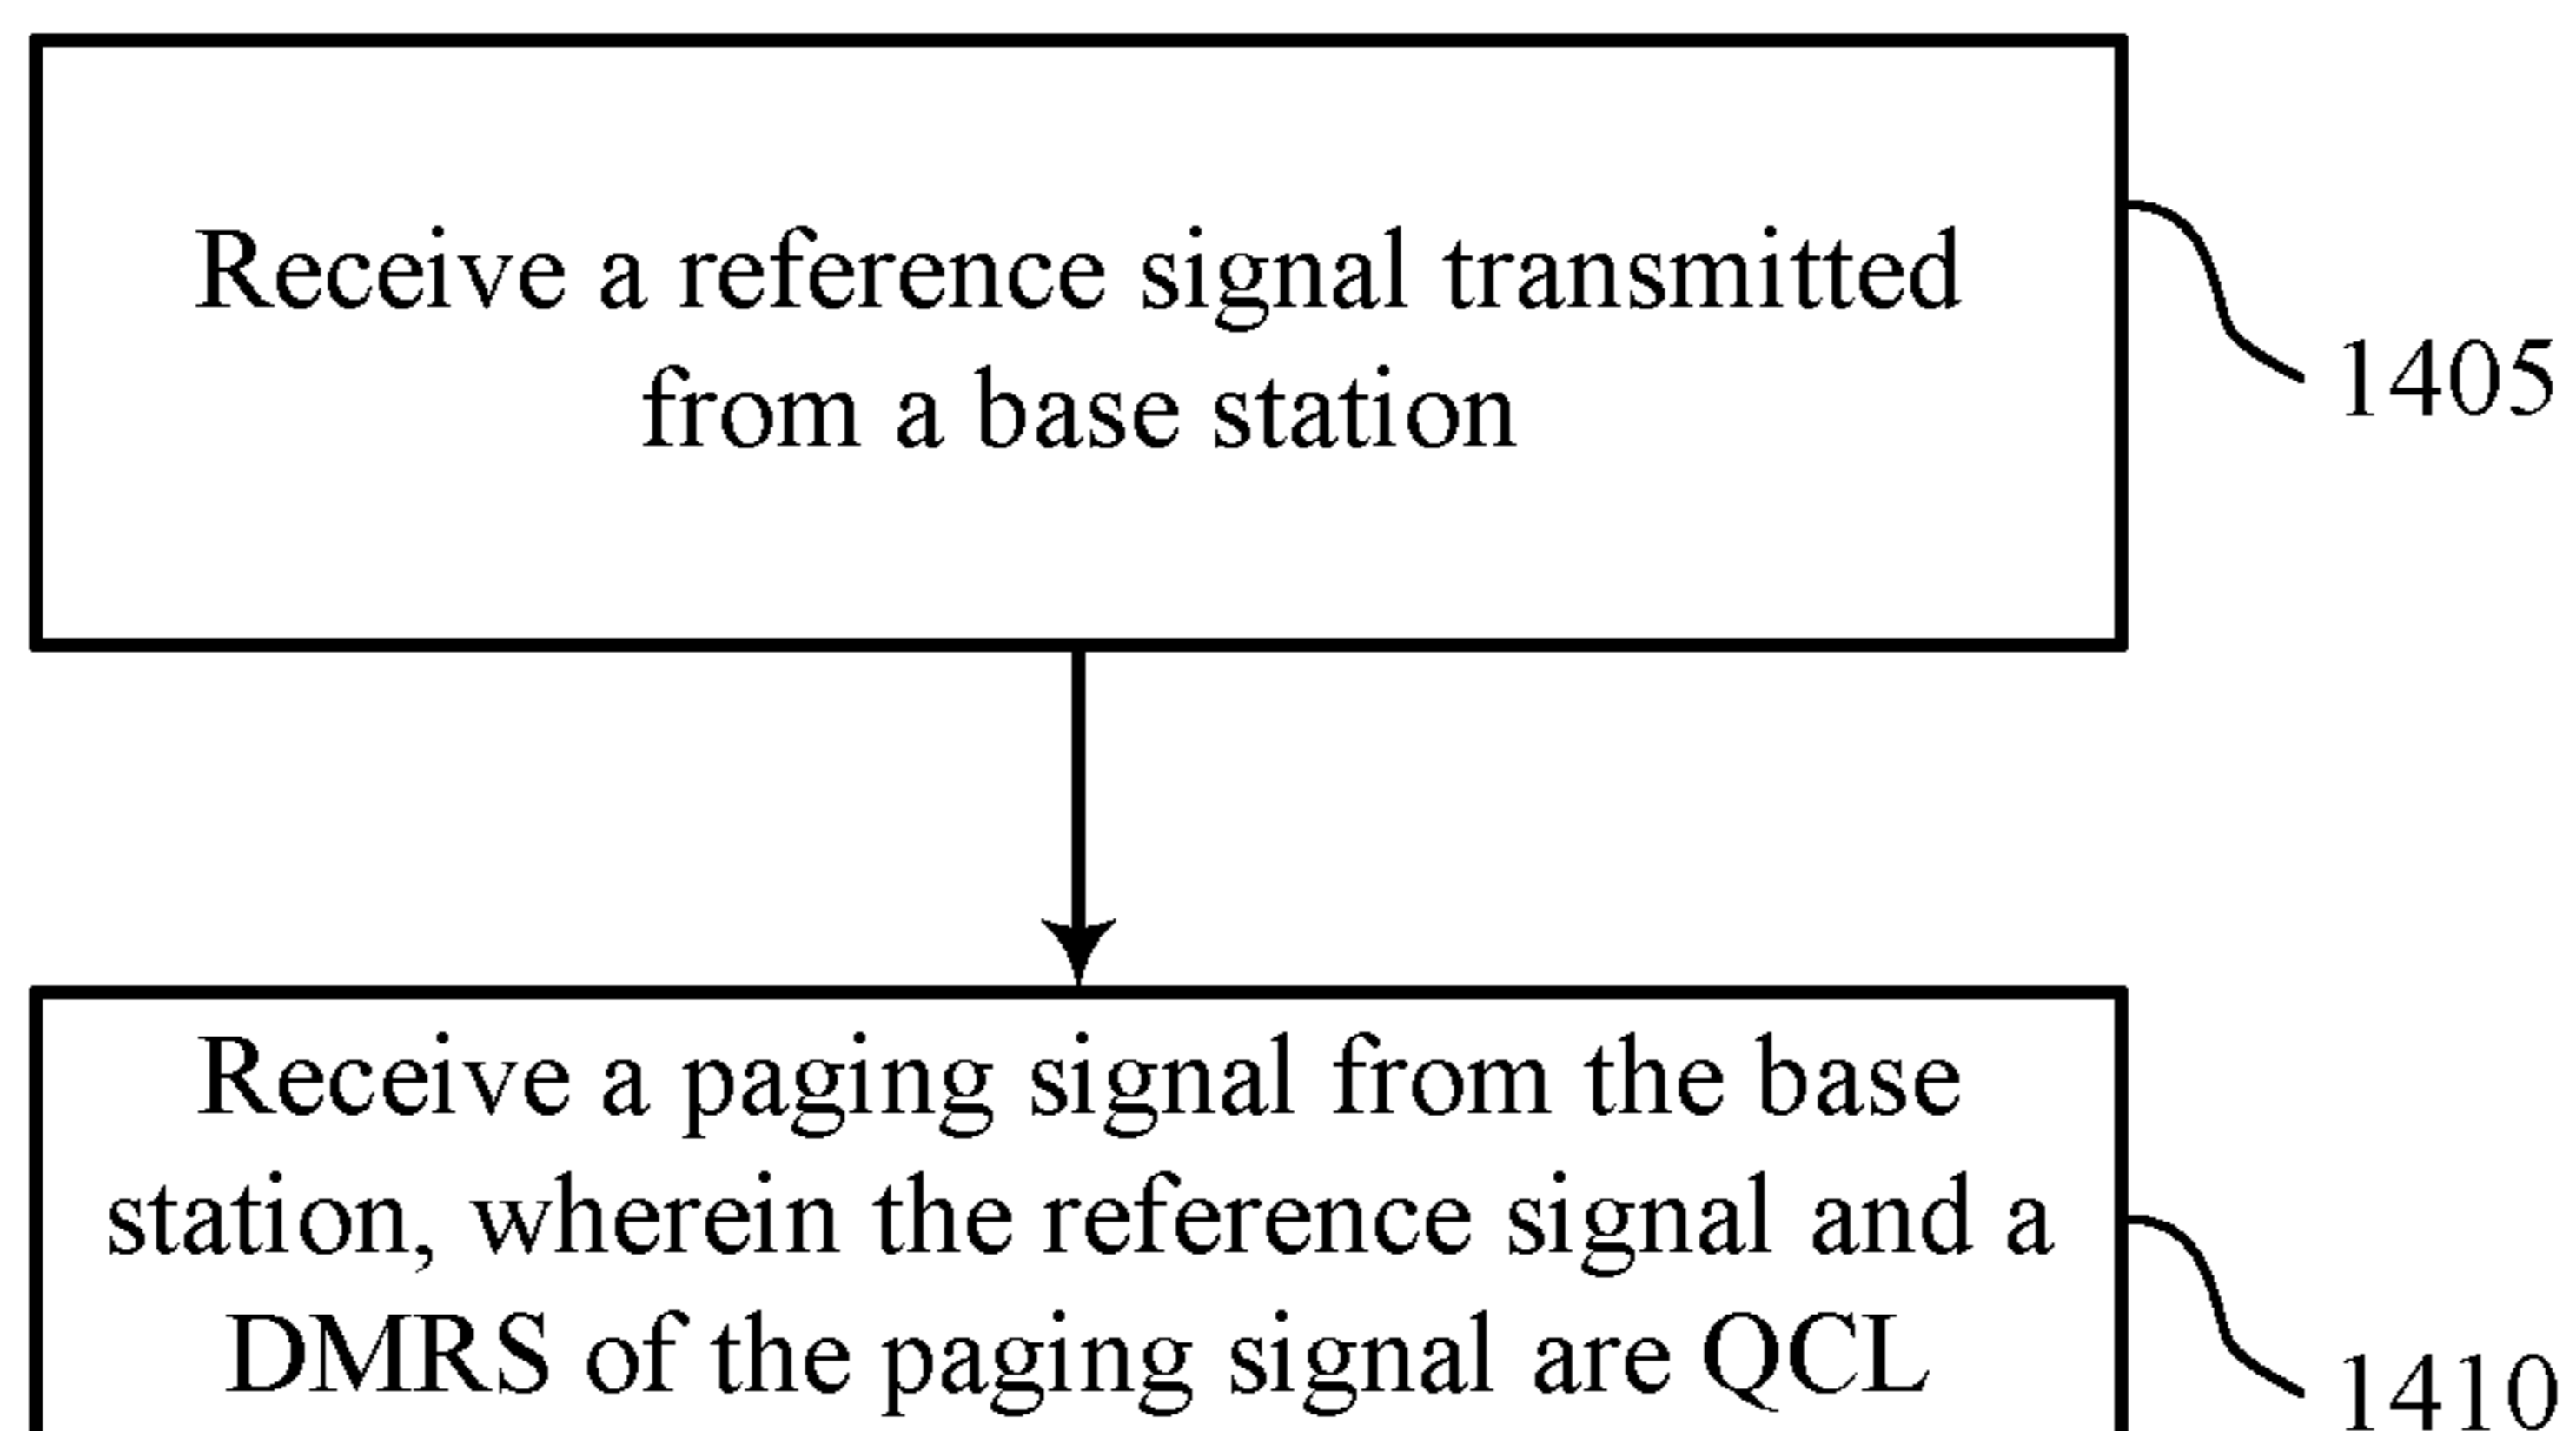 Receive a reference signal transmitted
from a base station
1405
Receive a paging signal from the base
station, wherein the reference signal and a
DMRS of the paging signal are QCL
1410